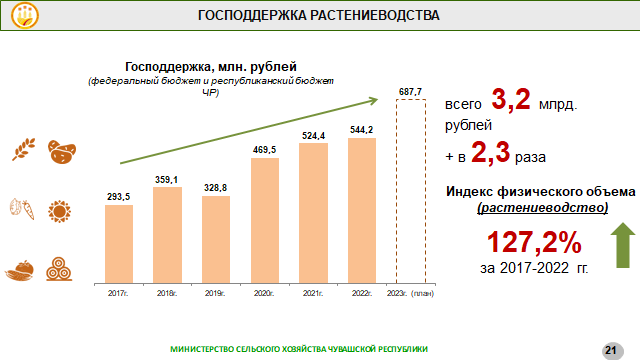 ГОСПОДДЕРЖКА РАСТЕНИЕВОДСТВА
Господдержка, млн. рублей
(федеральный бюджет и республиканский бюджет
ЧР)
293,5
359,1
328,8
469,5
524,4
544,2
687,7
2017г.
2018г.
2019г.
2020г.
2021г.
2022г.
2023г. (план)
всего 3,2 млрд.
рублей
+ в 2,3 раза
Индекс физического объема
(растениеводство)
127,2%
за 2017-2022 гг.
МИНИСТЕРСТВО СЕЛЬСКОГО ХОЗЯЙСТВА ЧУВАШСКОЙ РЕСПУБЛИКИ
21